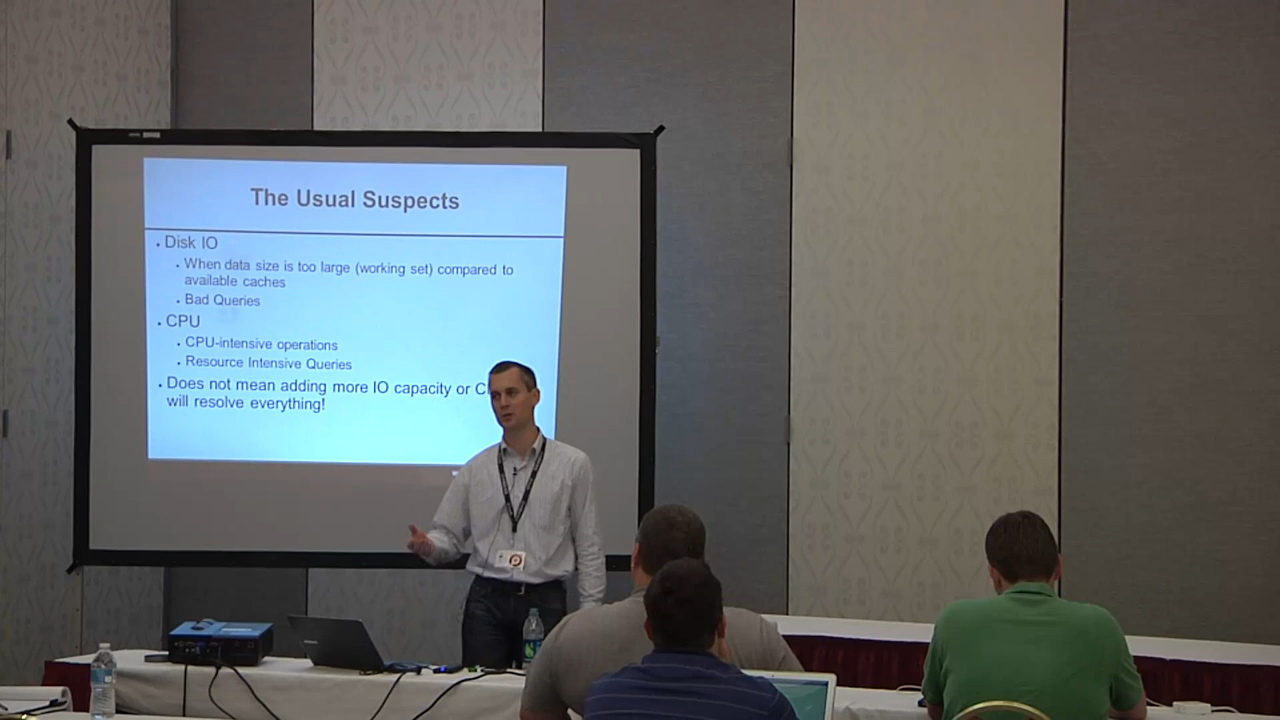 The Usual Suspects
Disk IO
When data size is too large (working set) compared to
available caches
Bad Queries
CPU
CPU-intensive operations
Resource Intensive Queries
Does not mean adding more IO capacity or
will resolve everything!